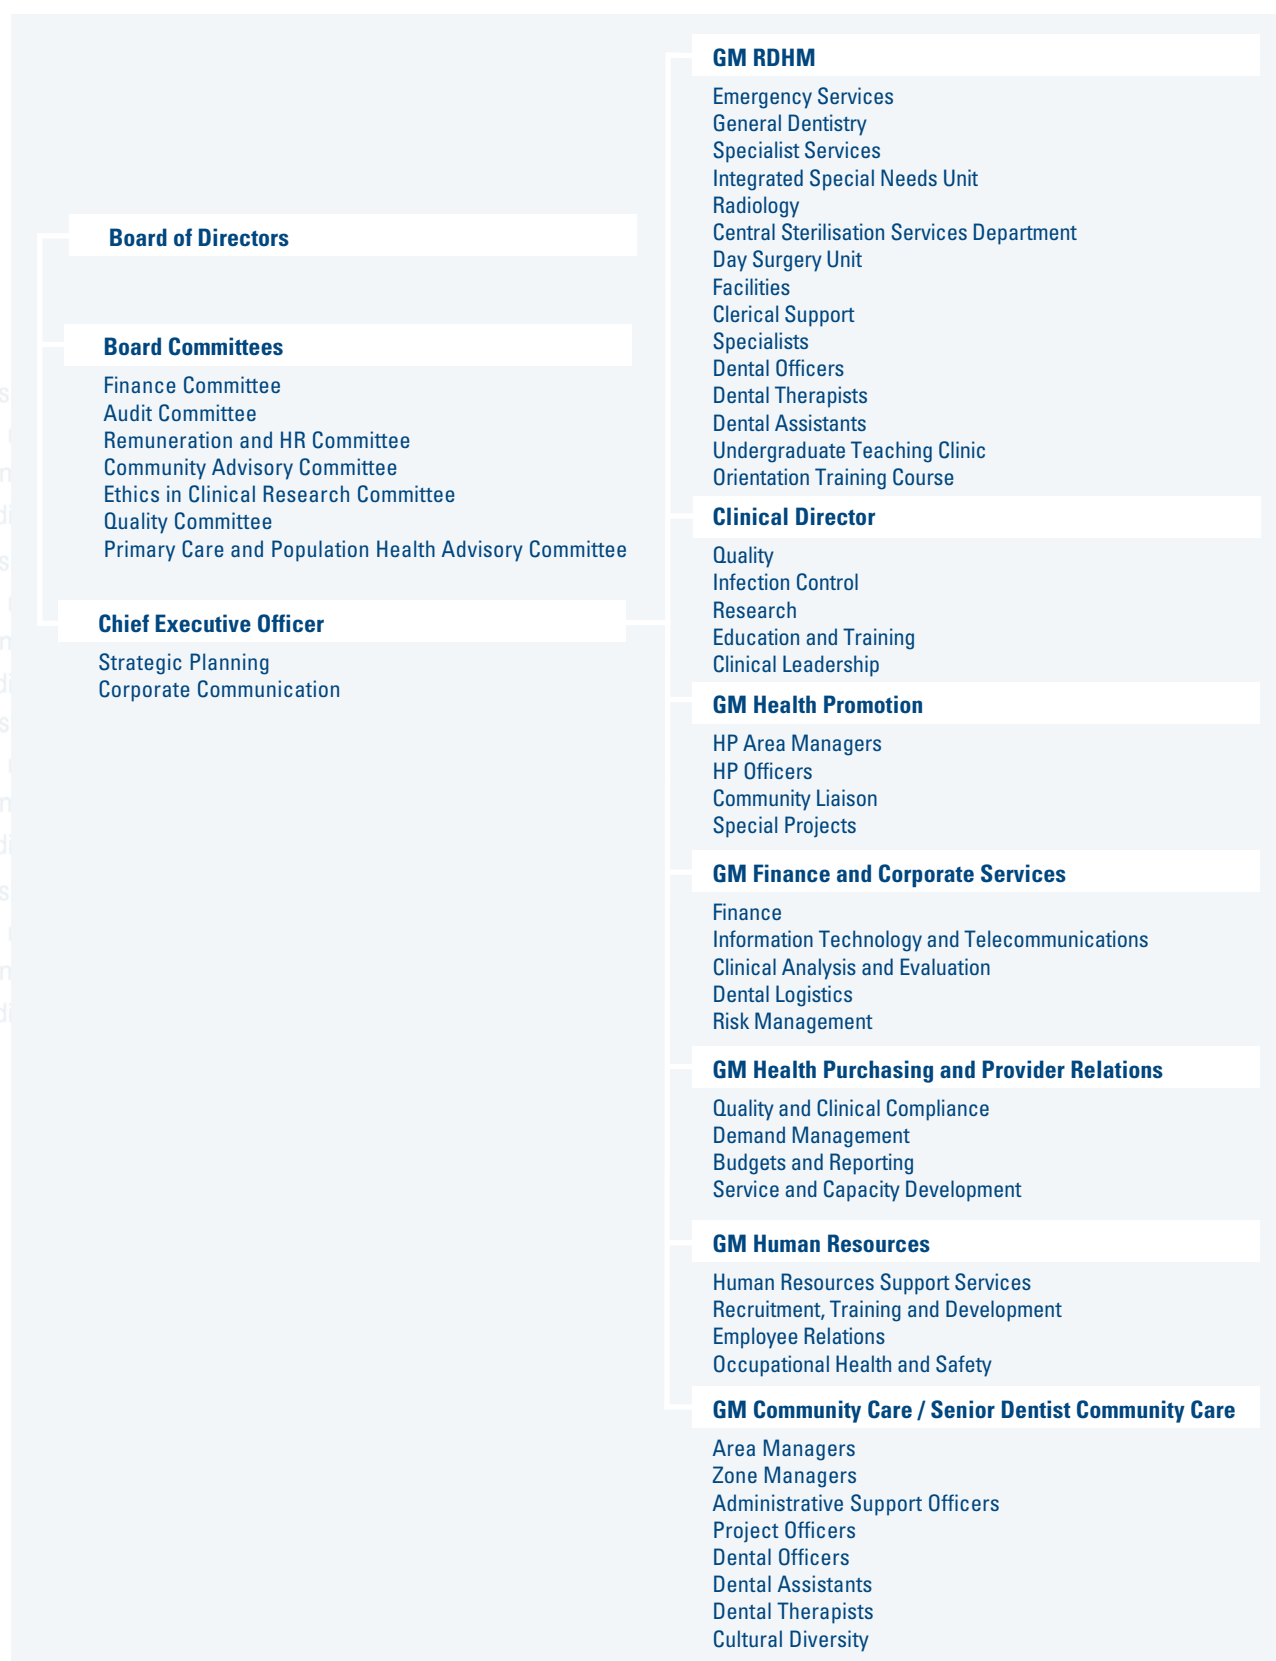 Board of Directors
Board Committees
Finance Committee
Audit Committee
Remuneration and HR Committee
Community Advisory Committee
Ethics in Clinical Research Committee
Quality Committee
Primary Care and Population Health Advisory Committee
Chief Executive Officer
Strategic Planning
Corporate Communication
GM RDHM
Emergency Services
General Dentistry
Specialist Services
Integrated Special Needs Unit
Radiology
Central Sterilisation Services Department
Day Surgery Unit
Facilities
Clerical Support
Specialists
Dental Officers
Dental Therapists
Dental Assistants
Undergraduate Teaching Clinic
Orientation Training Course
Clinical Director
Quality
Infection Control
Research
Education and Training
Clinical Leadership
GM Health Promotion
HP Area Managers
HP Officers
Community Liaison
Special Projects
GM Finance and Corporate Services
Finance
Information Technology and Telecommunications
Clinical Analysis and Evaluation
Dental Logistics
Risk Management
GM Health Purchasing and Provider Relations
Quality and Clinical Compliance
Demand Management
Budgets and Reporting
Service and Capacity Development
GM Human Resources
Human Resources Support Services
Recruitment, Training and Development
Employee Relations
Occupational Health and Safety
GM Community Care / Senior Dentist Community Care
Area Managers
Zone Managers
Administrative Support Officers
Project Officers
Dental Officers
Dental Assistants
Dental Therapists
Cultural Diversity